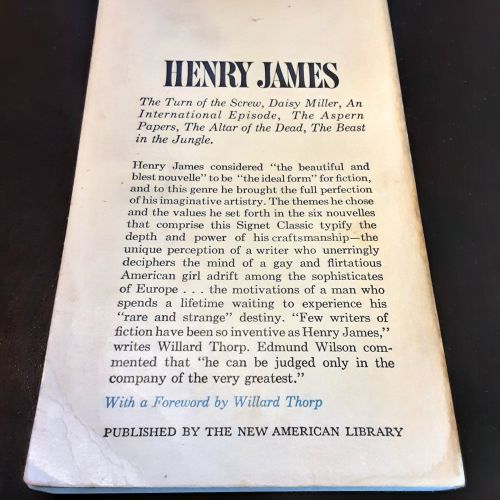 HENRY JAMES
The Turn of the Screw, Daisy Miller, An
International Episode, The Aspern
Papers, The Altar of the Dead, The Beast
in the Jungle.
Henry James considered "the beautiful and
blest nouvelle" to be "the ideal form" for fiction,
and to this genre he brought the full perfection
of his imaginative artistry. The themes he chose
and the values he set forth in the six nouvelles
that comprise this Signet Classic typify the
depth and power of his craftsmanship—the
unique perception of a writer who unerringly
deciphers the mind of a gay and flirtatious
American girl adrift among the sophisticates
of Europe . . . the motivations of a man who
spends a lifetime waiting to experience his
"rare and strange" destiny. "Few writers of
fiction have been so inventive as Henry James,"
writes Willard Thorp. Edmund Wilson com-
mented that "he can be judged only in the
company of the very greatest."
With a Foreword by Willard Thorp
PUBLISHED BY THE NEW AMERICAN LIBRARY